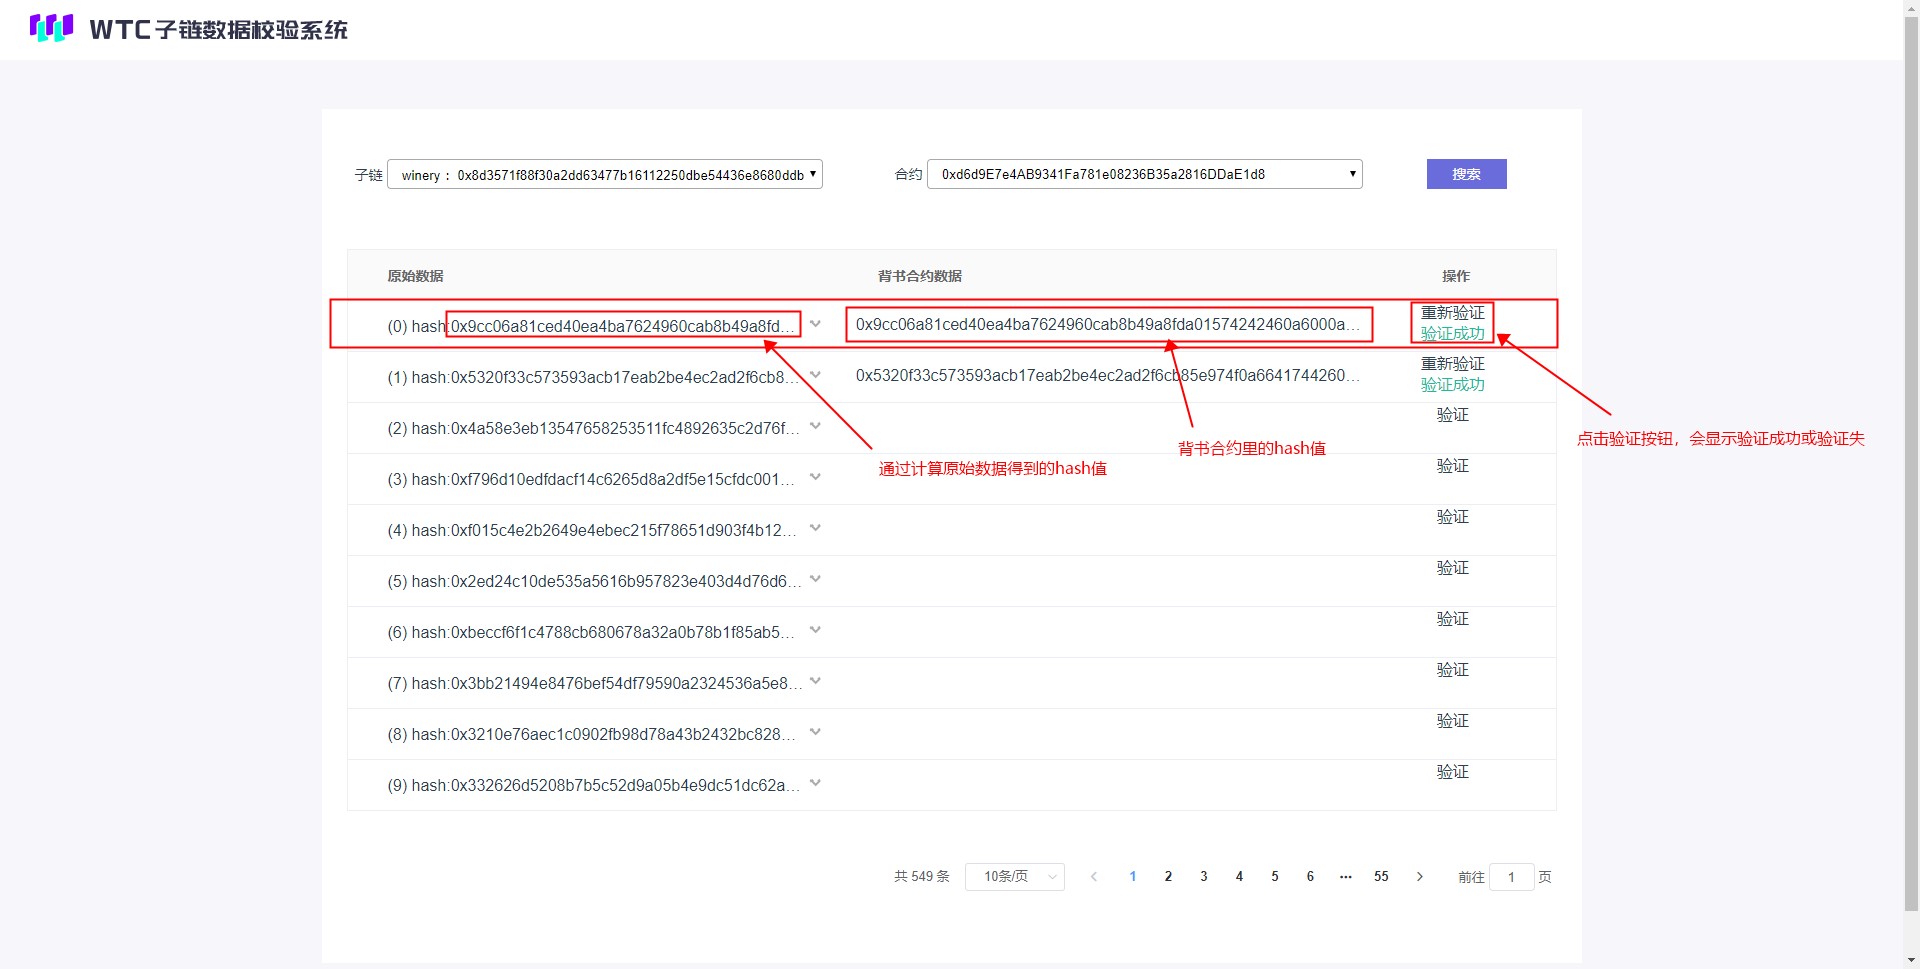 WTC子链数据校验系统
子链 winery : 0x8d3571f88f30a2dd63477b16112250dbe54436e8680ddb 合约 0xd6d9E7e4AB9341Fa781e08236B35a2816DDaE1d8 搜索
原始数据 背书合约数据 操作
(0) hash:0x9cc06a81ced40ea4ba7624960cab8b49a8fd... 0x9cc06a81ced40ea4ba7624960cab8b49a8fda01574242460a6000a... 重新验证
验证成功
(1) hash:0x5320f33c573593acb17eab2be4ec2ad2f6cb8... 0x5320f33c573593acb17eab2be4ec2ad2f6cb85e974f0a6641744260... 重新验证
验证成功
(2) hash:0x4a58e3eb13547658253511fc4892635c2d76f... 验证
点击验证按钮，会显示验证成功或验证失
背书合约里的hash值
通过计算原始数据得到的hash值
(3) hash:0xf796d10edfdacf14c6265d8a2df5e15cfdc001... 验证
(4) hash:0xf015c4e2b2649e4ebec215f78651d903f4b12... 验证
(5) hash:0x2ed24c10de535a5616b957823e403d4d76d6... 验证
(6) hash:0xbeccf6f1c4788cb680678a32a0b78b1f85ab5... 验证
(7) hash:0x3bb21494e8476bef54df79590a2324536a5e8... 验证
(8) hash:0x3210e76aec1c0902fb98d78a43b2432bc828... 验证
(9) hash:0x332626d5208b7b5c52d9a05b4e9dc51dc62a... 验证
共 549 条 10条/页 1 2 3 4 5 6 ... 55 前往 1 页